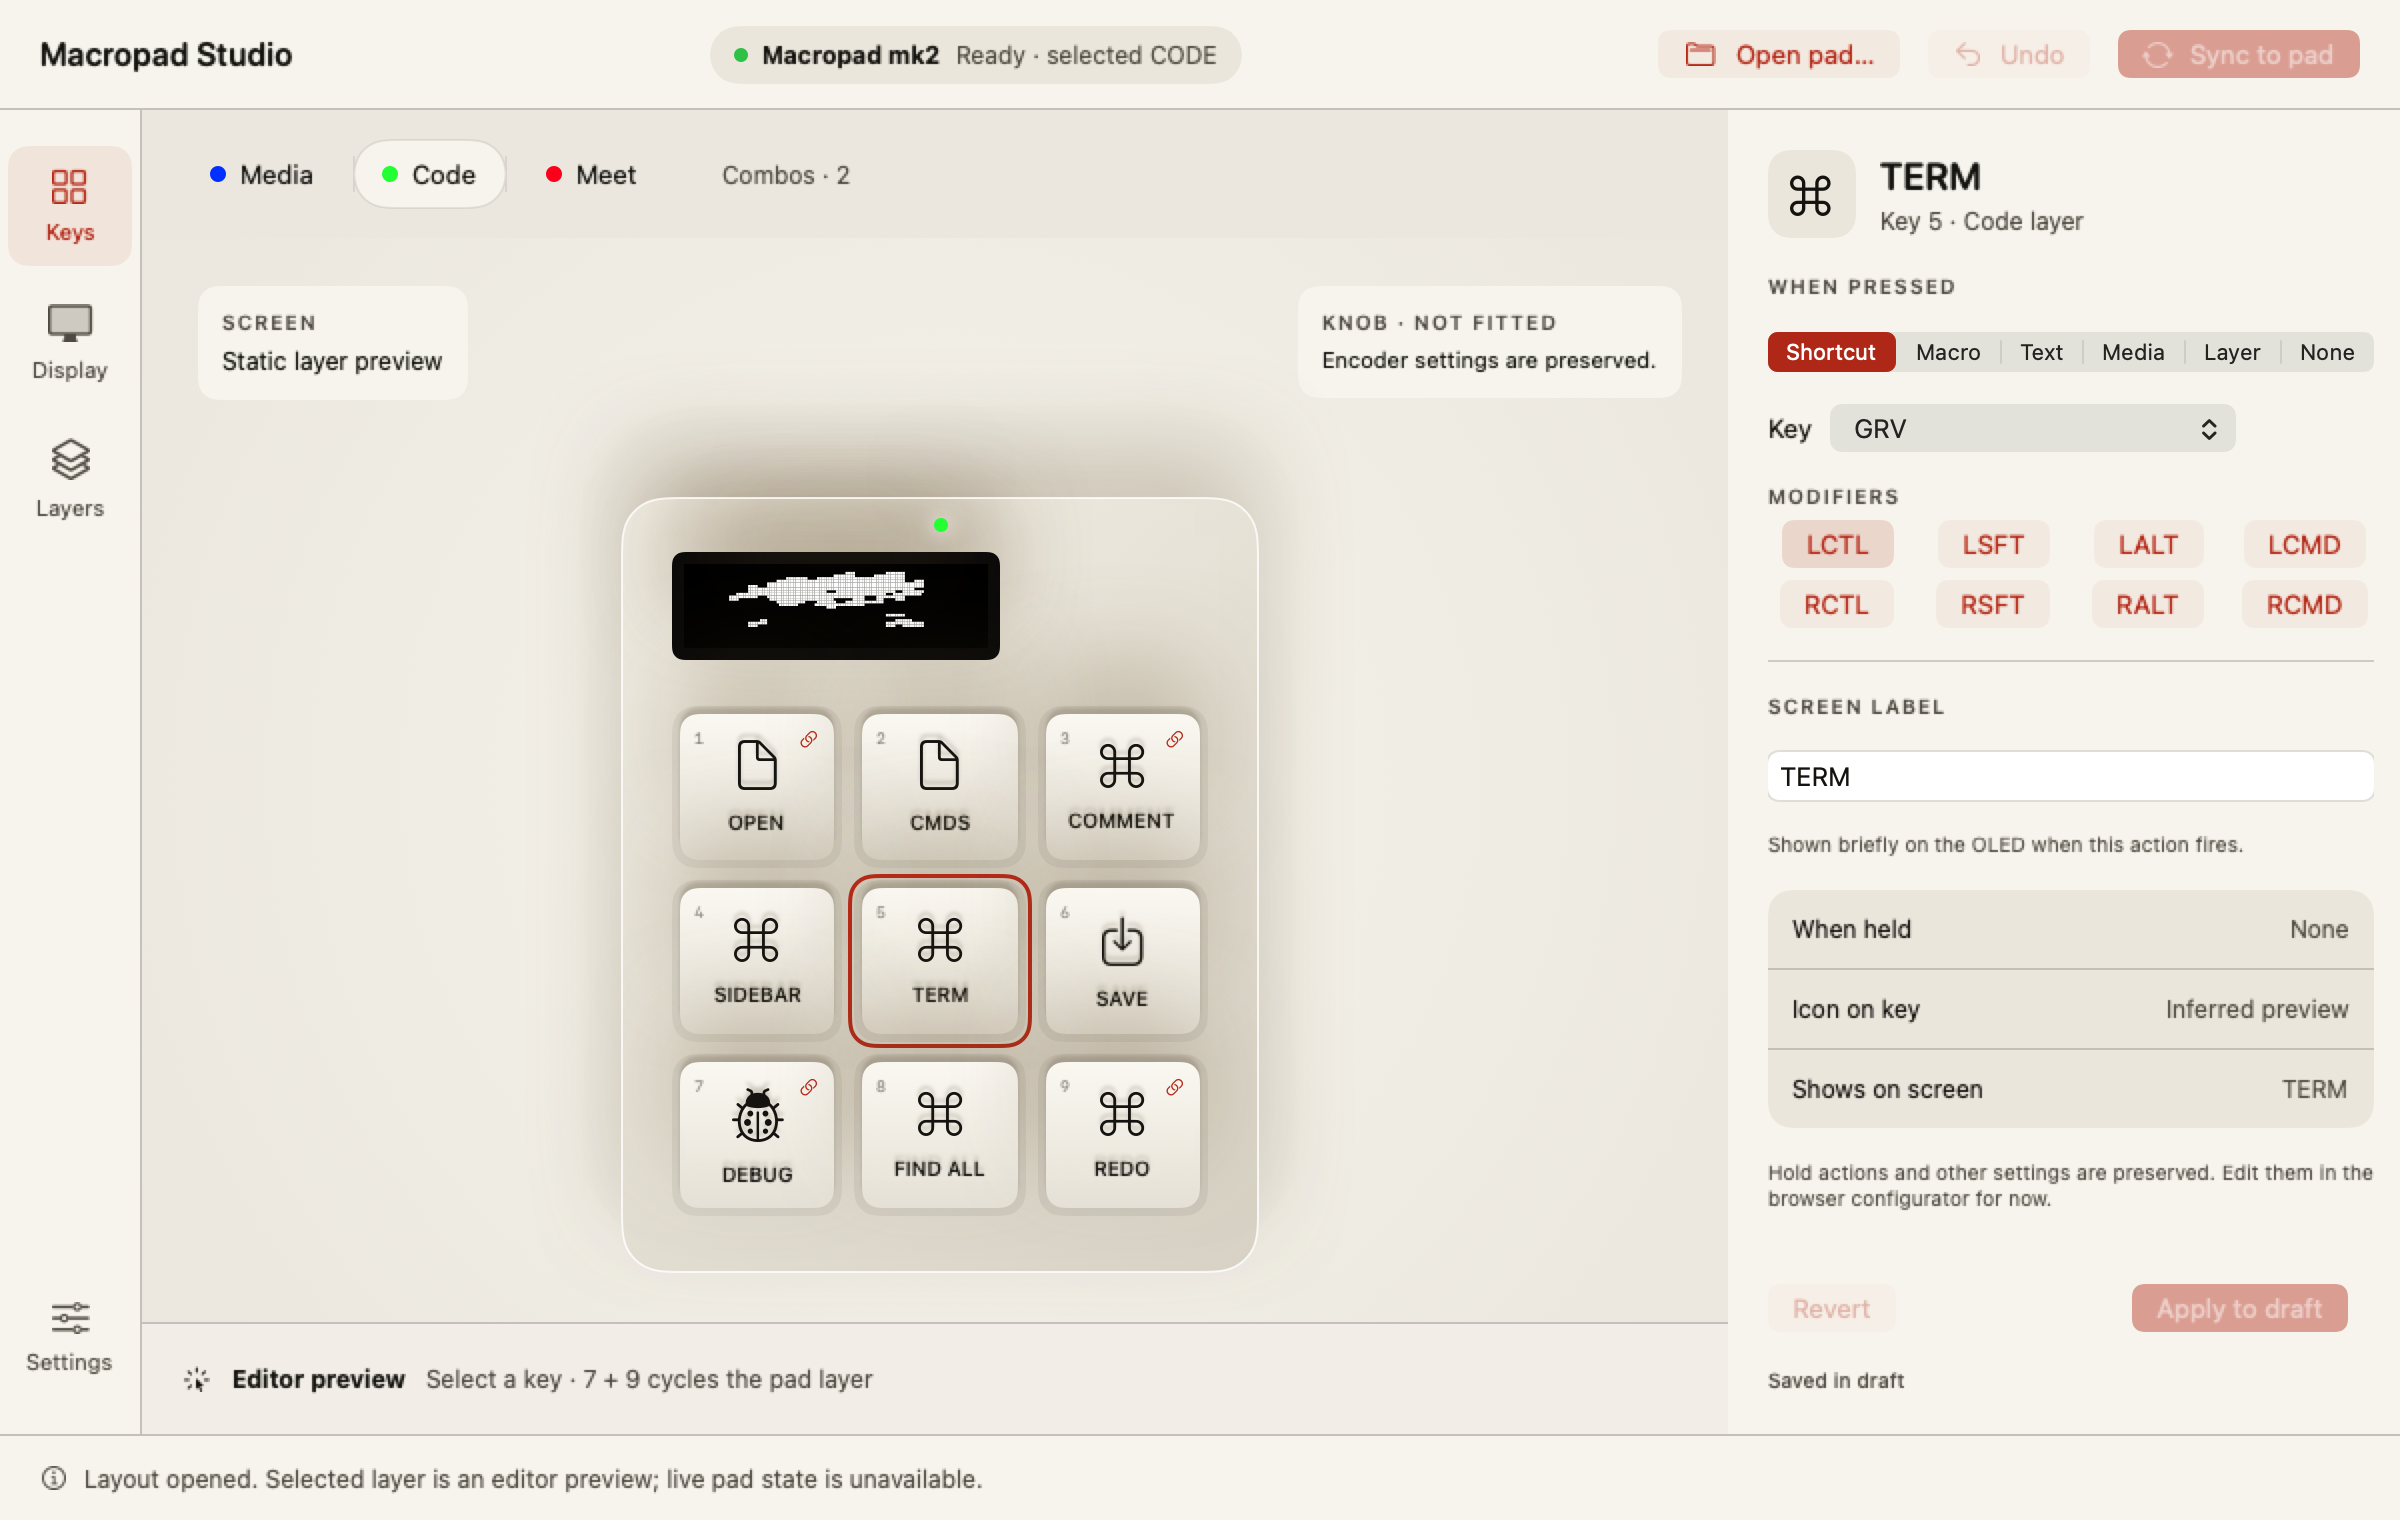 Macropad Studio
Macropad mk2 Ready · selected CODE
Open pad...
Undo
Sync to pad
Keys
Display
Layers
Settings
Media
Code
Meet
Combos · 2
SCREEN
Static layer preview
KNOB · NOT FITTED
Encoder settings are preserved.
1
OPEN
2
CMDS
3
COMMENT
4
SIDEBAR
5
TERM
6
SAVE
7
DEBUG
8
FIND ALL
9
REDO
Editor preview Select a key · 7 + 9 cycles the pad layer
TERM
Key 5 · Code layer
WHEN PRESSED
Shortcut Macro Text Media Layer None
Key GRV
MODIFIERS
LCTL LSFT LALT LCMD
RCTL RSFT RALT RCMD
SCREEN LABEL
TERM
Shown briefly on the OLED when this action fires.
When held None
Icon on key Inferred preview
Shows on screen TERM
Hold actions and other settings are preserved. Edit them in the
browser configurator for now.
Revert
Apply to draft
Saved in draft
Layout opened. Selected layer is an editor preview; live pad state is unavailable.